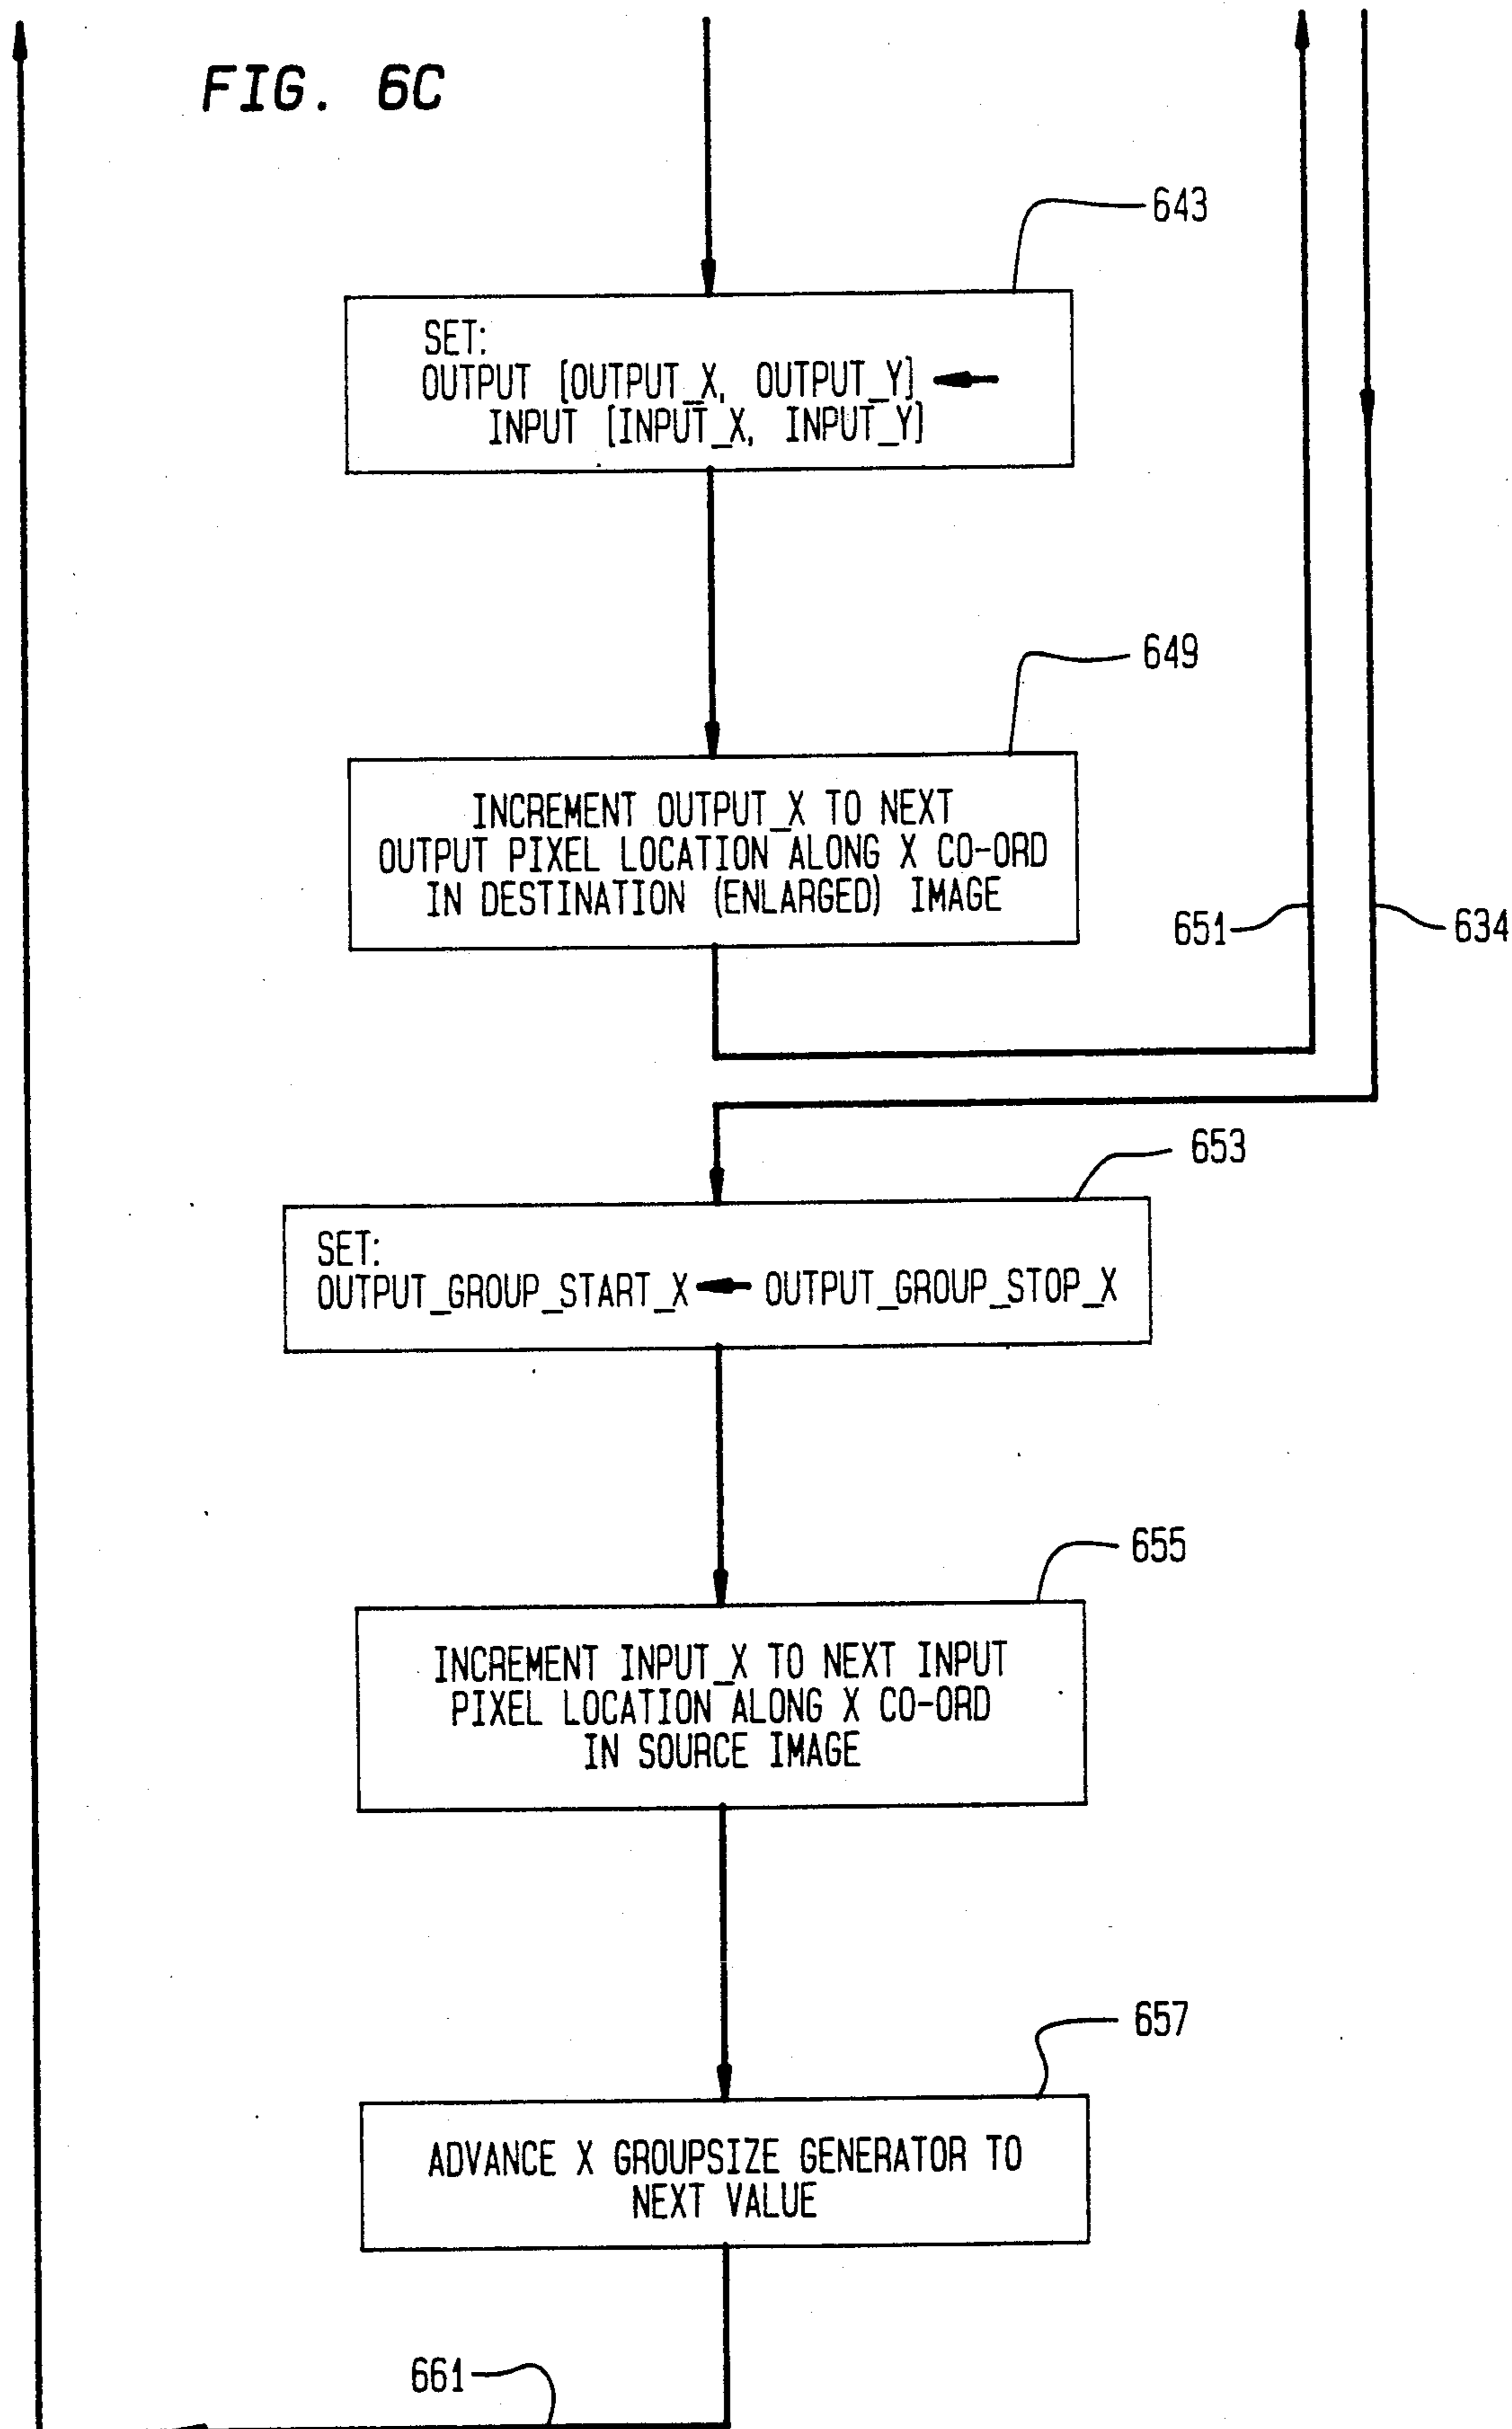 FIG. 6C
643
SET:
OUTPUT [OUTPUT_X, OUTPUT_Y]
INPUT [INPUT_X, INPUT_Y]
649
INCREMENT OUTPUT_X TO NEXT
OUTPUT PIXEL LOCATION ALONG X CO-ORD
IN DESTINATION (ENLARGED) IMAGE
651
634
653
SET:
OUTPUT_GROUP_START_X OUTPUT_GROUP_STOP_X
655
INCREMENT INPUT_X TO NEXT INPUT
PIXEL LOCATION ALONG X CO-ORD
IN SOURCE IMAGE
657
ADVANCE X GROUPSIZE GENERATOR TO
NEXT VALUE
661